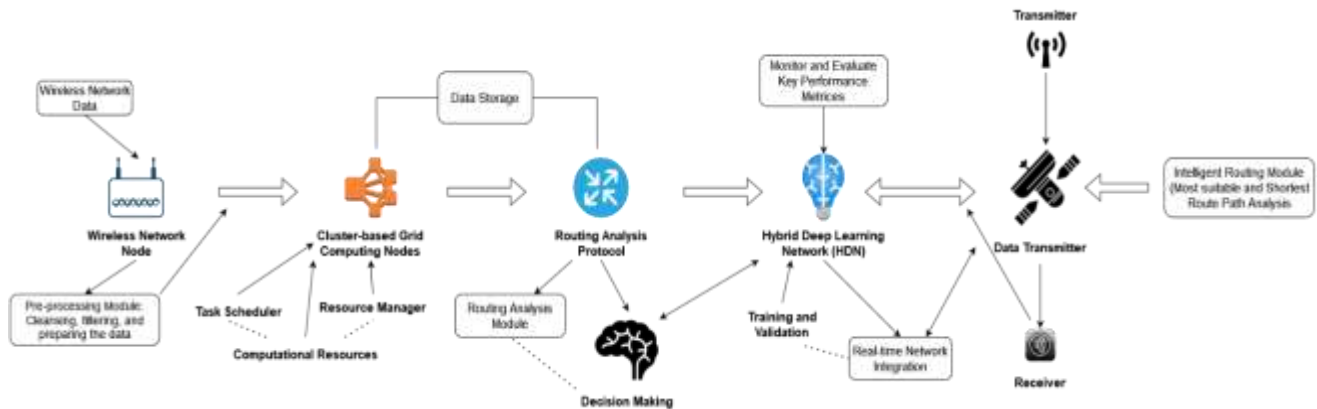 Transmitter
Monitor and Evaluate
Key Performance
Metrices
Wireless Network
Data
Data Storage
Intelligent Routing Module
(Most suitable and Shortest
Route Path Analysis
Wireless Network
Node
Cluster-based Grid
Computing Nodes
Routing Analysis
Protocol
Hybrid Deep Learning
Network (HDN)
Data Transmitter
Pre-processing Module:
Cleansing, filtering, and
preparing the data
Task Scheduler
Resource Manager
Computational Resources
Routing Analysis
Module
Training and
Validation
Real-time Network
Integration
Receiver
Decision Making